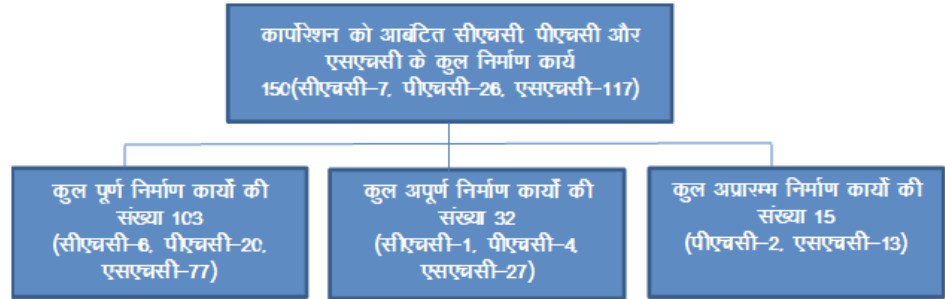 कार्पोरेशन को आबंटित सीएचसी, पीएचसी और
एसएचसी के कुल निर्माण कार्य
150(सीएचसी–7, पीएचसी–26, एसएचसी–117)
कुल पूर्ण निर्माण कार्यों की
संख्या 103
(सीएचसी–6, पीएचसी–20,
एसएचसी–77)
कुल अपूर्ण निर्माण कार्यों की
संख्या 32
(सीएचसी–1, पीएचसी–4,
एसएचसी–27)
कुल अप्रारम्भ निर्माण कार्यों की
संख्या 15
(पीएचसी–2, एसएचसी–13)